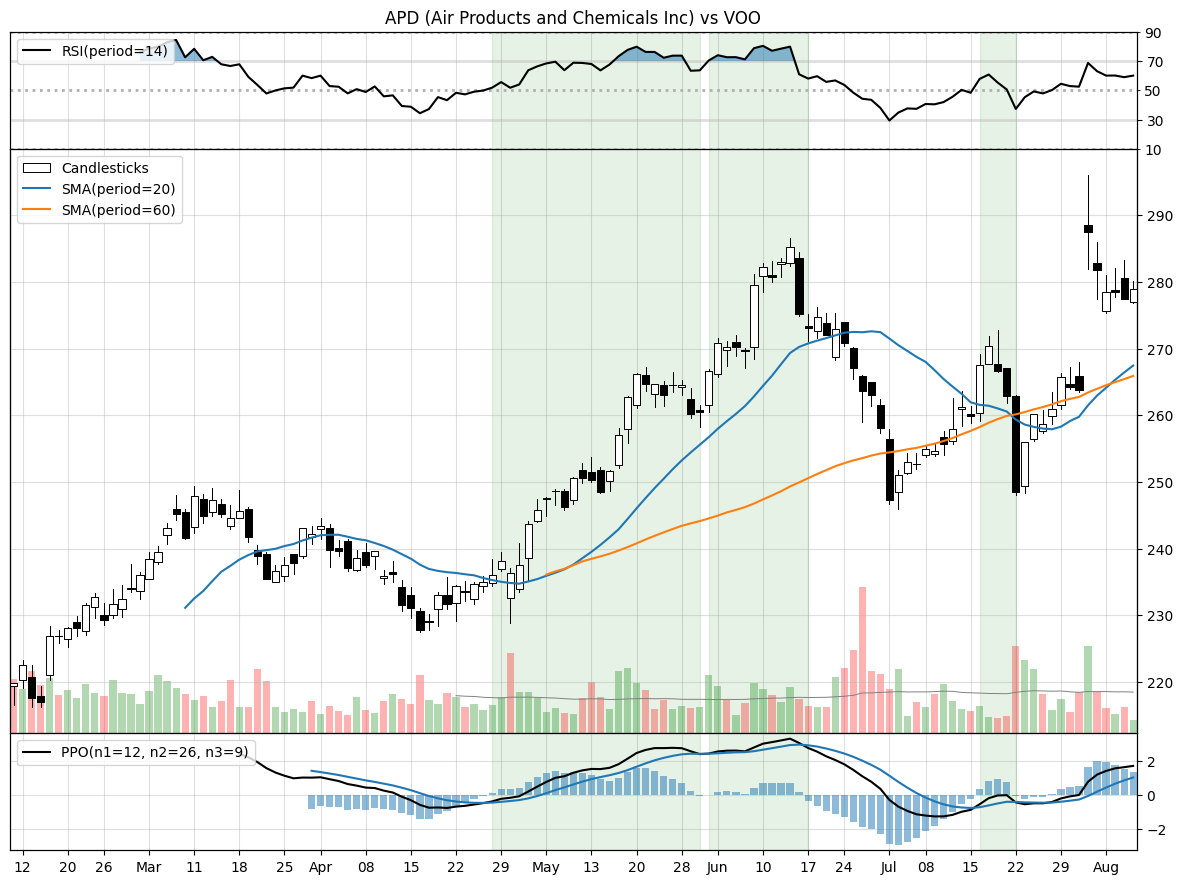 APD (Air Products and Chemicals Inc) vs VOO
RSI(period=14)
90
70
50
30
10
Candlesticks
SMA(period=20)
SMA(period=60)
290
280
270
260
250
240
230
220
PPO(n1=12, n2=26, n3=9)
2
0
−2
12 20 26 Mar 11 18 25 Apr 08 15 22 29 May 13 20 28 Jun 10 17 24 Jul 08 15 22 29 Aug